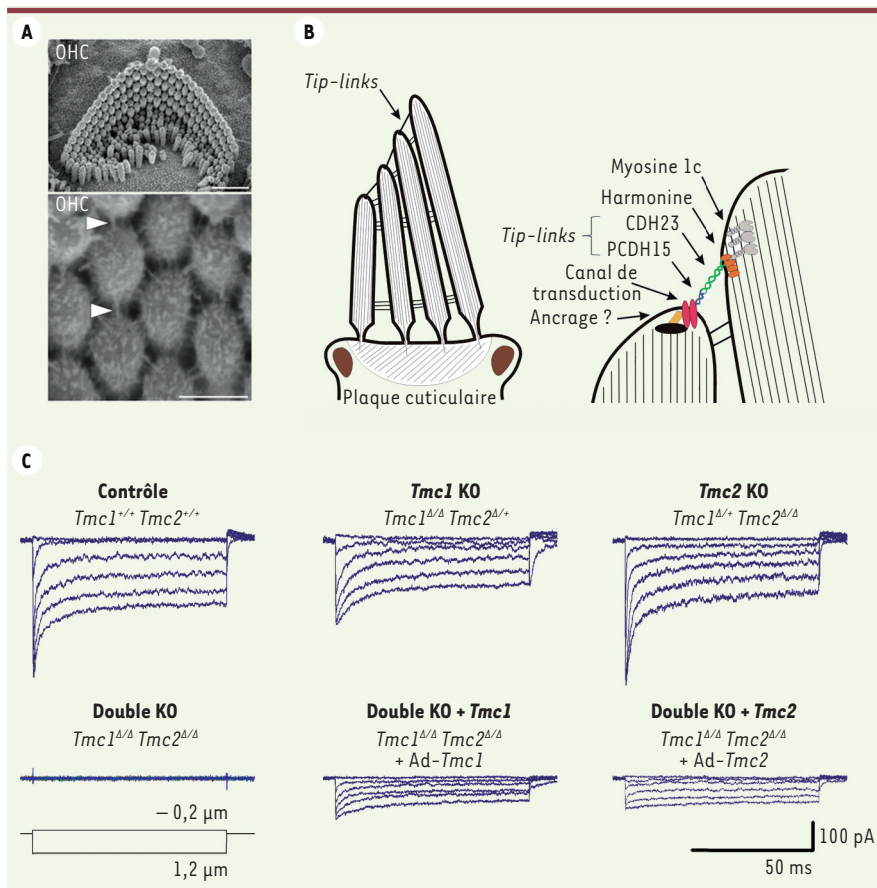 A
OHC
OHC
B
Tip-links
Plaque cuticulaire
Myosine 1c
Harmonine
CDH23
Tip-links
PCDH15
Canal de
transduction
Ancrage ?
C
Contrôle
Tmc1+/+ Tmc2+/+
Tmc1 KO
Tmc1Δ/Δ Tmc2Δ/+
Tmc2 KO
Tmc1Δ/+ Tmc2Δ/Δ
Double KO
Tmc1Δ/Δ Tmc2Δ/Δ
Double KO + Tmc1
Tmc1Δ/Δ Tmc2Δ/Δ
+ Ad-Tmc1
Double KO + Tmc2
Tmc1Δ/Δ Tmc2Δ/Δ
+ Ad-Tmc2
– 0,2 µm
1,2 µm
100 pA
50 ms